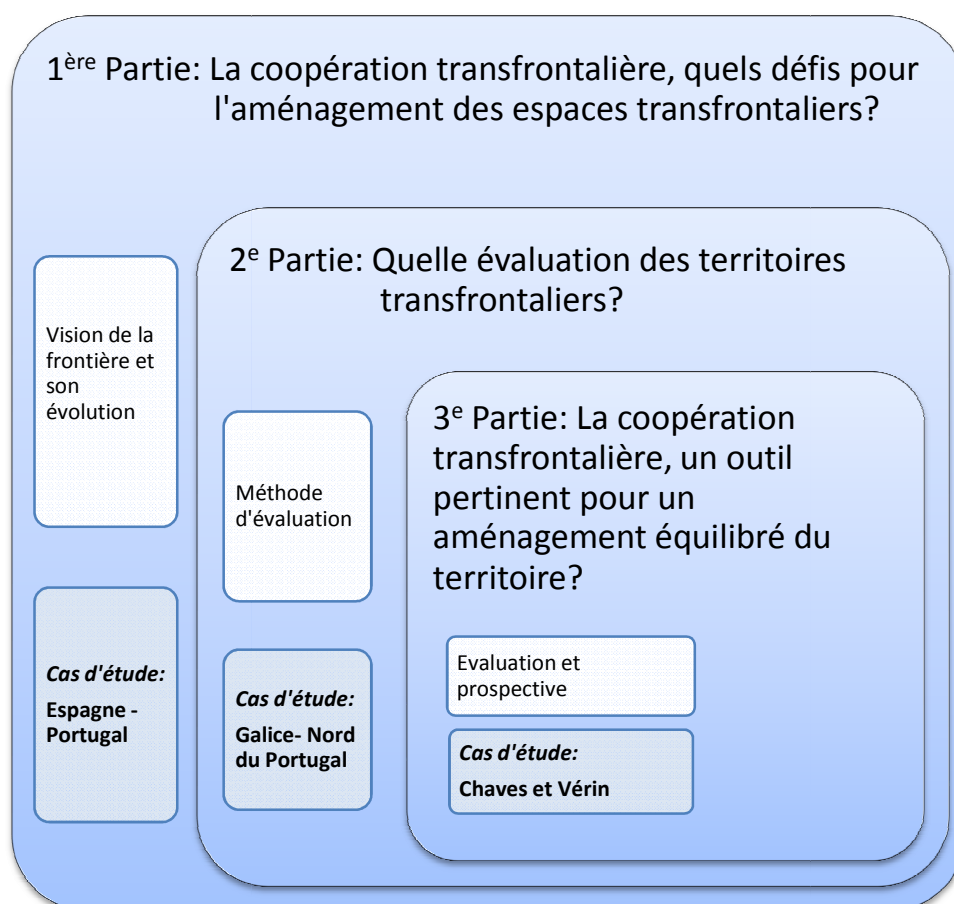 1ère Partie: La coopération transfrontalière, quels défis pour
l'aménagement des espaces transfrontaliers?
2e Partie: Quelle évaluation des territoires
transfrontaliers?
Vision de la
frontière et
son
évolution
3e Partie: La coopération
transfrontalière, un outil
pertinent pour un
aménagement équilibré du
territoire?
Méthode
d'évaluation
Cas d'étude:
Espagne -
Portugal
Cas d'étude:
Galice- Nord
du Portugal
Evaluation et
prospective
Cas d'étude:
Chaves et Vérin